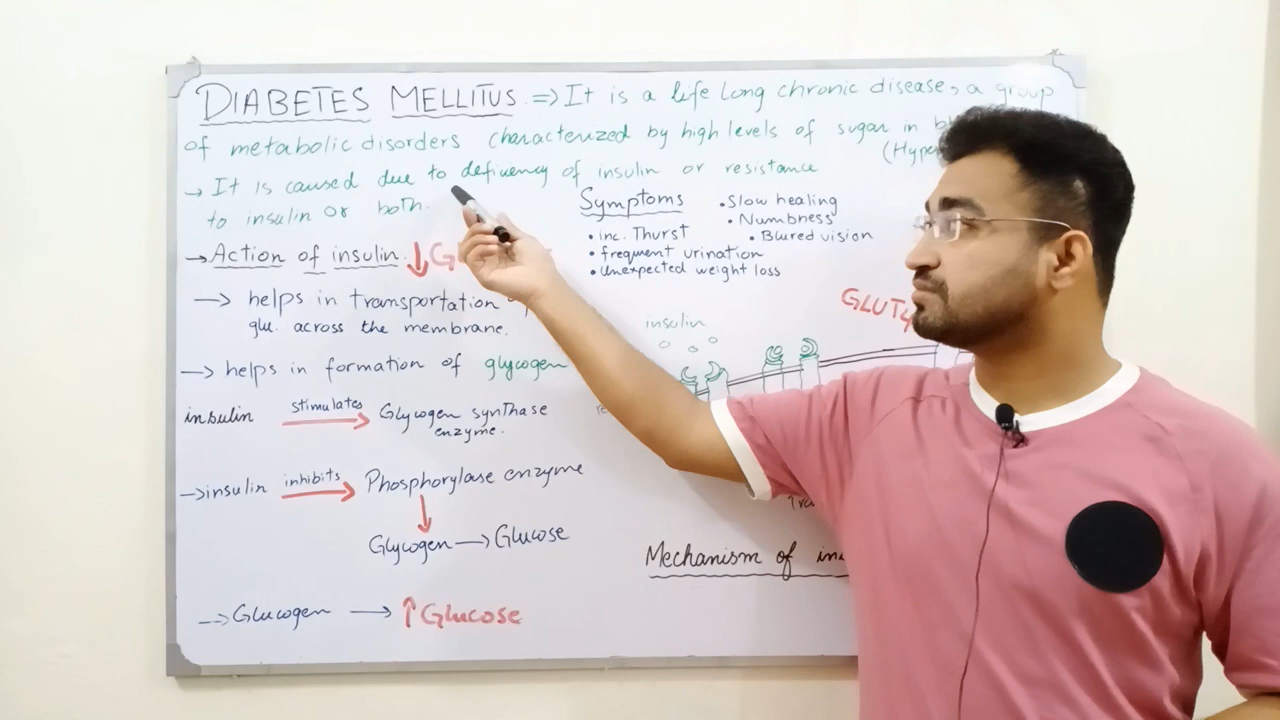 DIABETES MELLITUS => It is a life Long chronic disease, a group
of metabolic disorders characterized by high levels of sugar in
(Hype
→ It is caused due to deficiency of insulin or resistance
to insulin or both.
Symptoms
• inc. Thurst
• frequent urination
• Unexpected weight loss
• Slow healing
• Numbness
• Blured vision
→ Action of insulin ↓ G
→ helps in transportation
glu. across the membrane.
→ helps in formation of glycogen
insulin stimulates → Glycogen synthase
enzyme.
→ insulin inhibits → Phosphorylase enzyme
↓
Glycogen → Glucose
→ Glucogen → ↑ Glucose
insulin
GLUT4
Mechanism of in